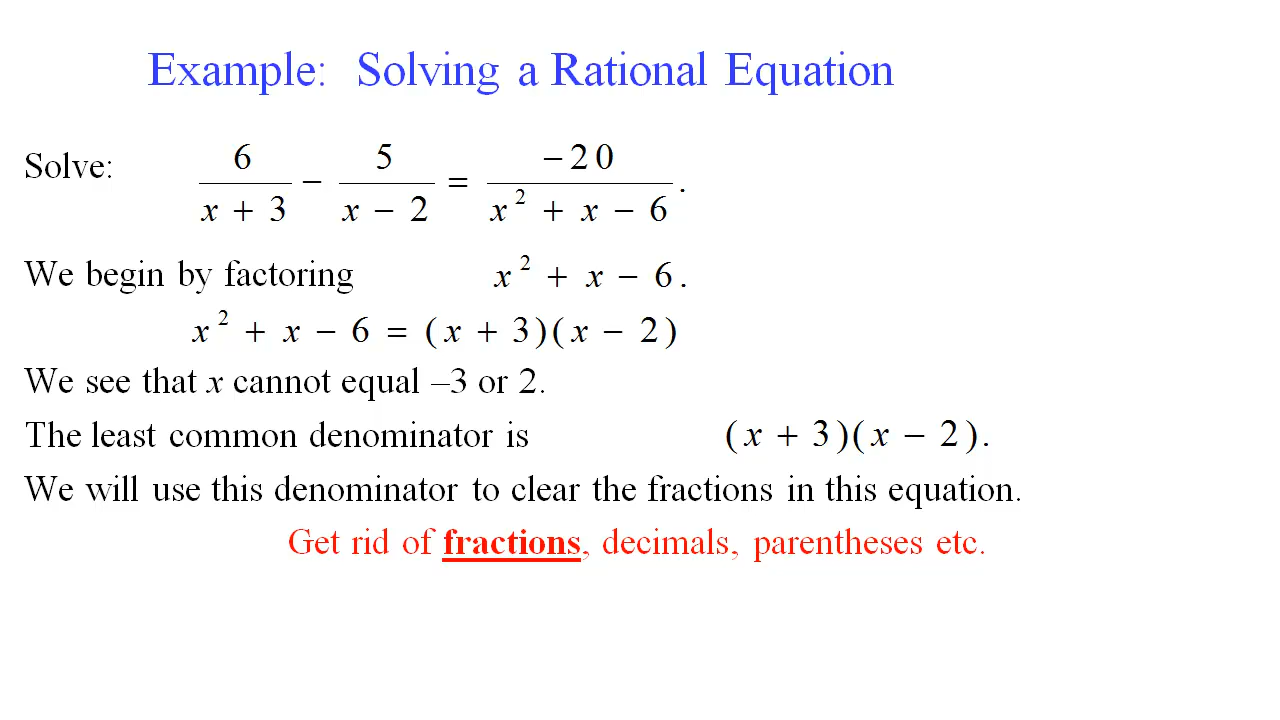 Example: Solving a Rational Equation
Solve: 6/(x + 3) − 5/(x − 2) = −20/(x² + x − 6).
We begin by factoring x² + x − 6.
x² + x − 6 = (x + 3)(x − 2)
We see that x cannot equal –3 or 2.
The least common denominator is (x + 3)(x − 2).
We will use this denominator to clear the fractions in this equation.
Get rid of fractions, decimals, parentheses etc.